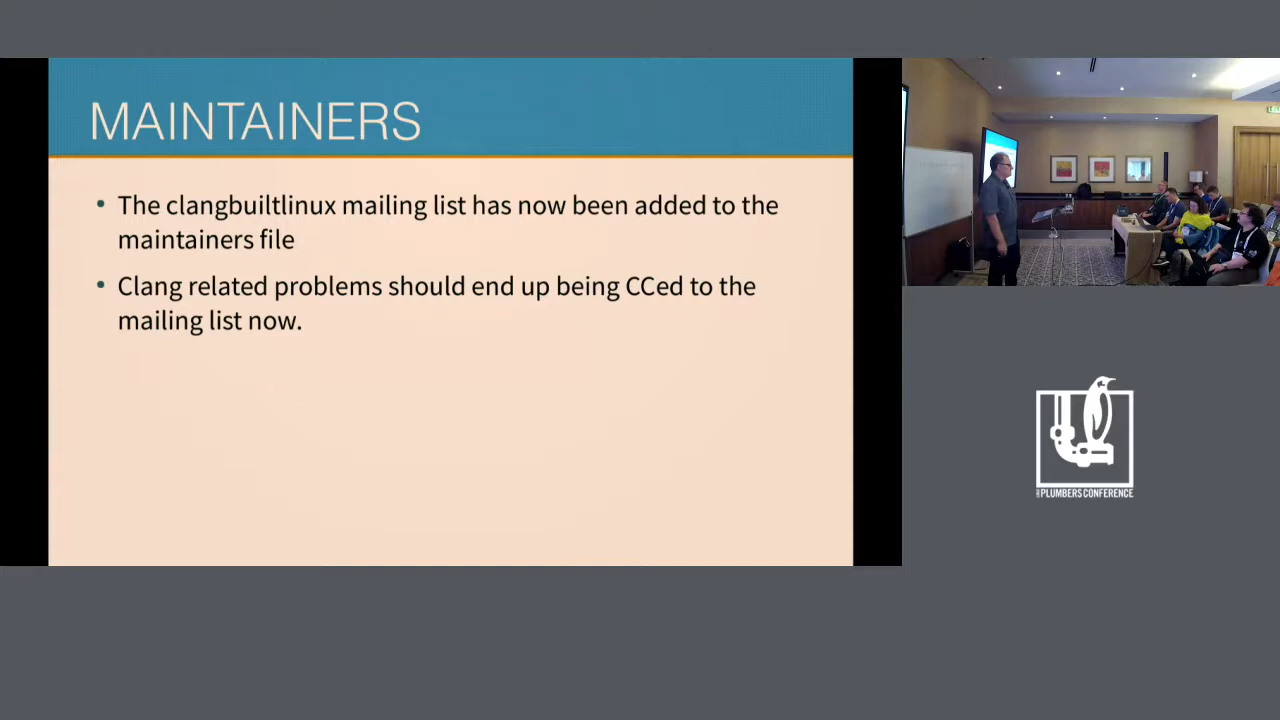 MAINTAINERS
• The clangbuiltlinux mailing list has now been added to the
maintainers file
• Clang related problems should end up being CCed to the
mailing list now.
PLUMBERS CONFERENCE